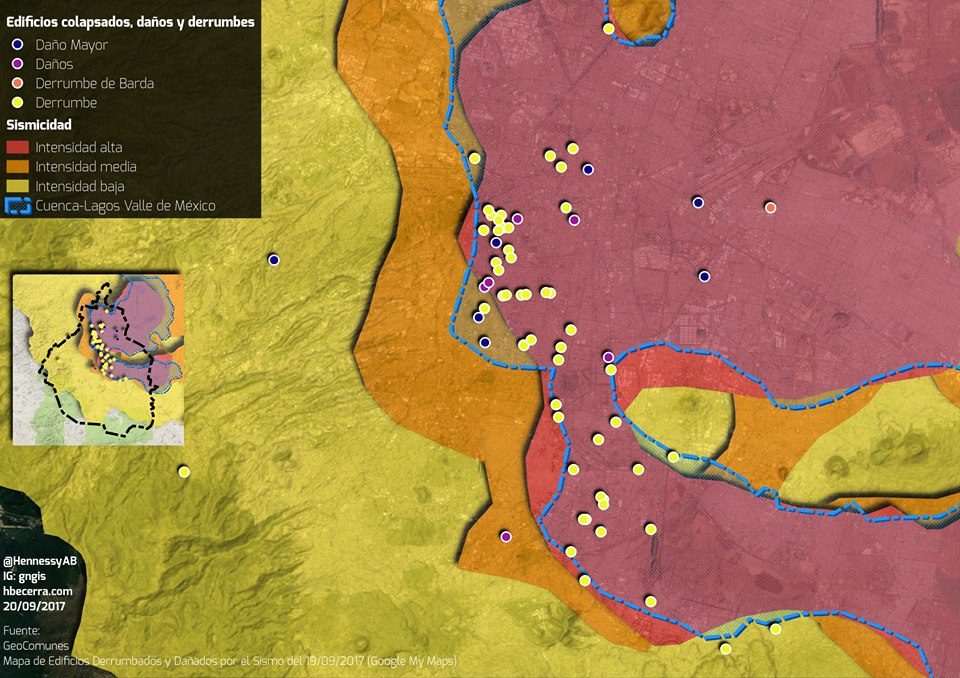 Edificios colapsados, daños y derrumbes
Daño Mayor
Daños
Derrumbe de Barda
Derrumbe
Sismicidad
Intensidad alta
Intensidad media
Intensidad baja
Cuenca-Lagos Valle de México
@HennessyAB
IG: gngis
hbecerra.com
20/09/2017
Fuente:
GeoComunes
Mapa de Edificios Derrumbados y Dañados por el Sismo del 19/09/2017 (Google My Maps)